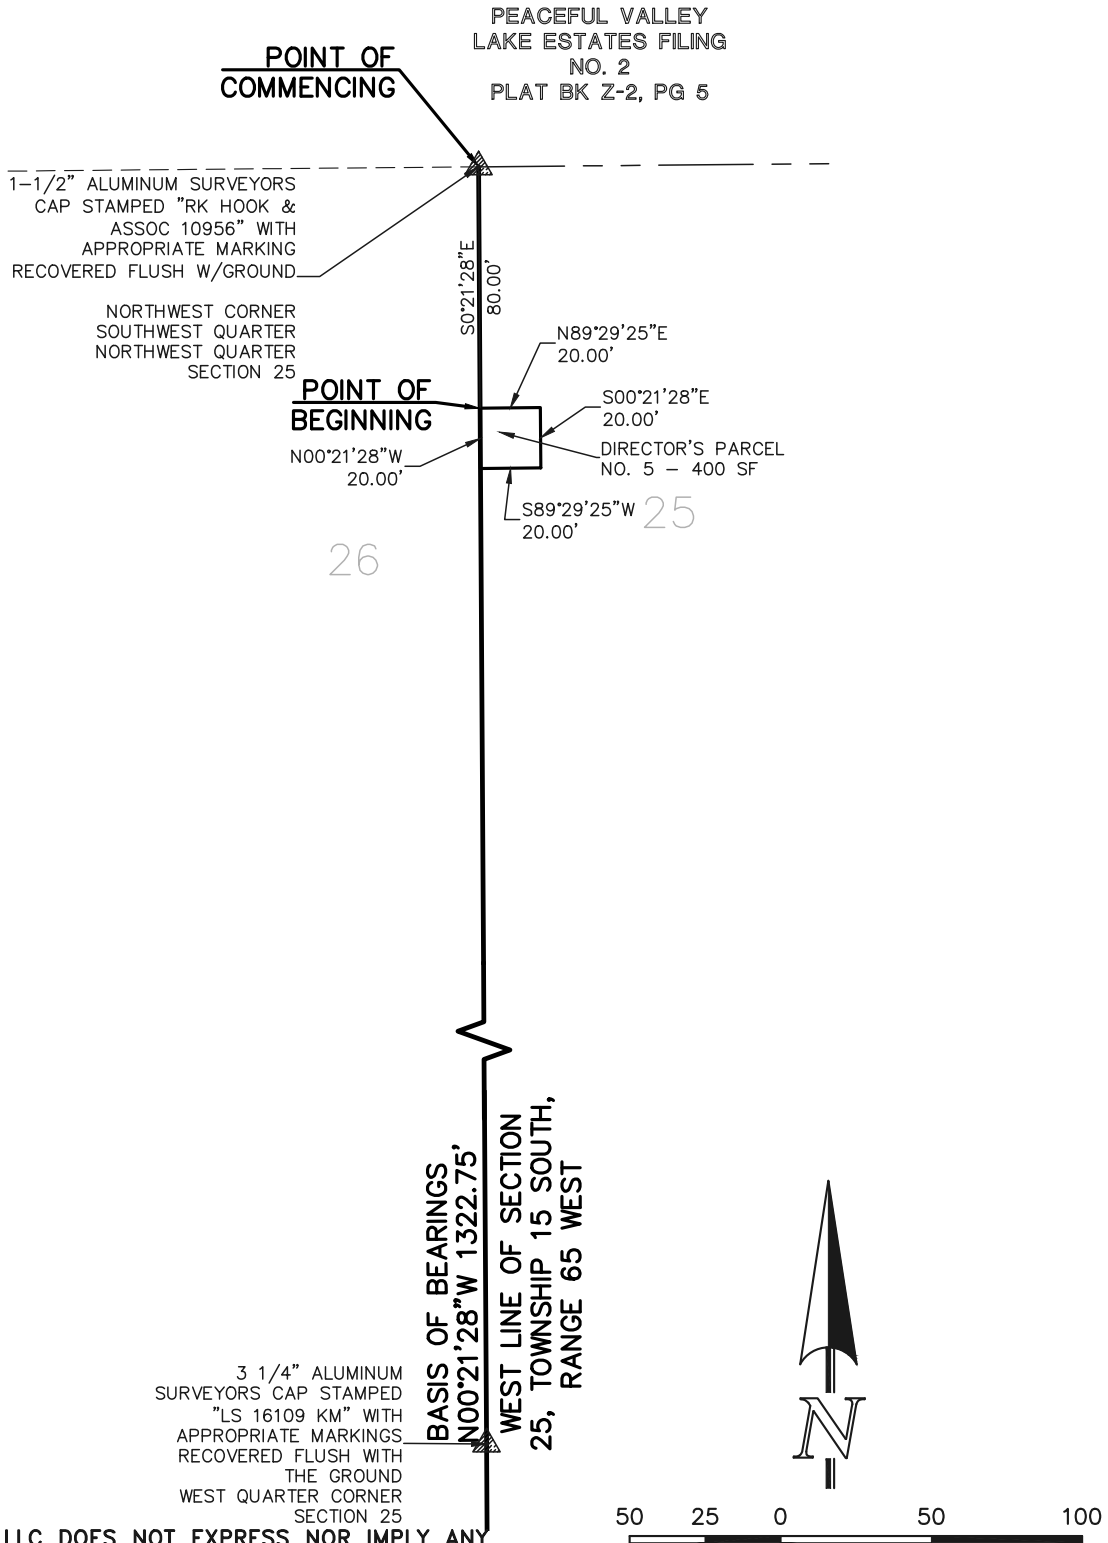 PEACEFUL VALLEY
LAKE ESTATES FILING
NO. 2
PLAT BK Z-2, PG 5
POINT OF
COMMENCING
1-1/2" ALUMINUM SURVEYORS
CAP STAMPED "RK HOOK &
ASSOC 10956" WITH
APPROPRIATE MARKING
RECOVERED FLUSH W/GROUND
NORTHWEST CORNER
SOUTHWEST QUARTER
NORTHWEST QUARTER
SECTION 25
S0°21'28"E
80.00'
N89°29'25"E
20.00'
POINT OF
BEGINNING
S00°21'28"E
20.00'
N00°21'28"W
20.00'
DIRECTOR'S PARCEL
NO. 5 - 400 SF
S89°29'25"W
20.00'
25
26
BASIS OF BEARINGS
N00°21'28"W 1322.75'
WEST LINE OF SECTION
25, TOWNSHIP 15 SOUTH,
RANGE 65 WEST
3 1/4" ALUMINUM
SURVEYORS CAP STAMPED
"LS 16109 KM" WITH
APPROPRIATE MARKINGS
RECOVERED FLUSH WITH
THE GROUND
WEST QUARTER CORNER
SECTION 25
N
50 25 0 50 100
LLC DOES NOT EXPRESS NOR IMPLY ANY